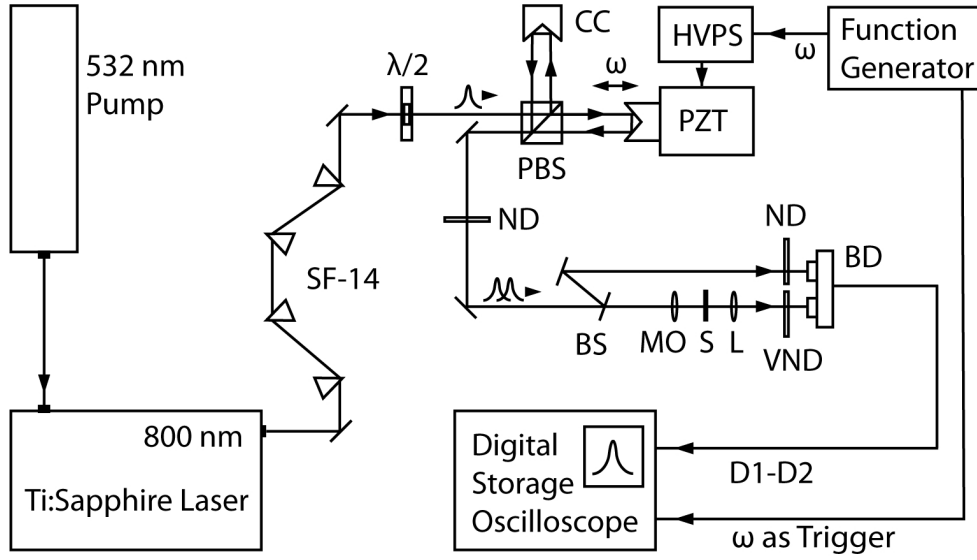 532 nm
Pump
λ/2
CC
ω
HVPS
ω
Function
Generator
PZT
PBS
ND
SF-14
ND
BD
BS
MO
S
L
VND
800 nm
Ti:Sapphire Laser
Digital
Storage
Oscilloscope
D1-D2
ω as Trigger